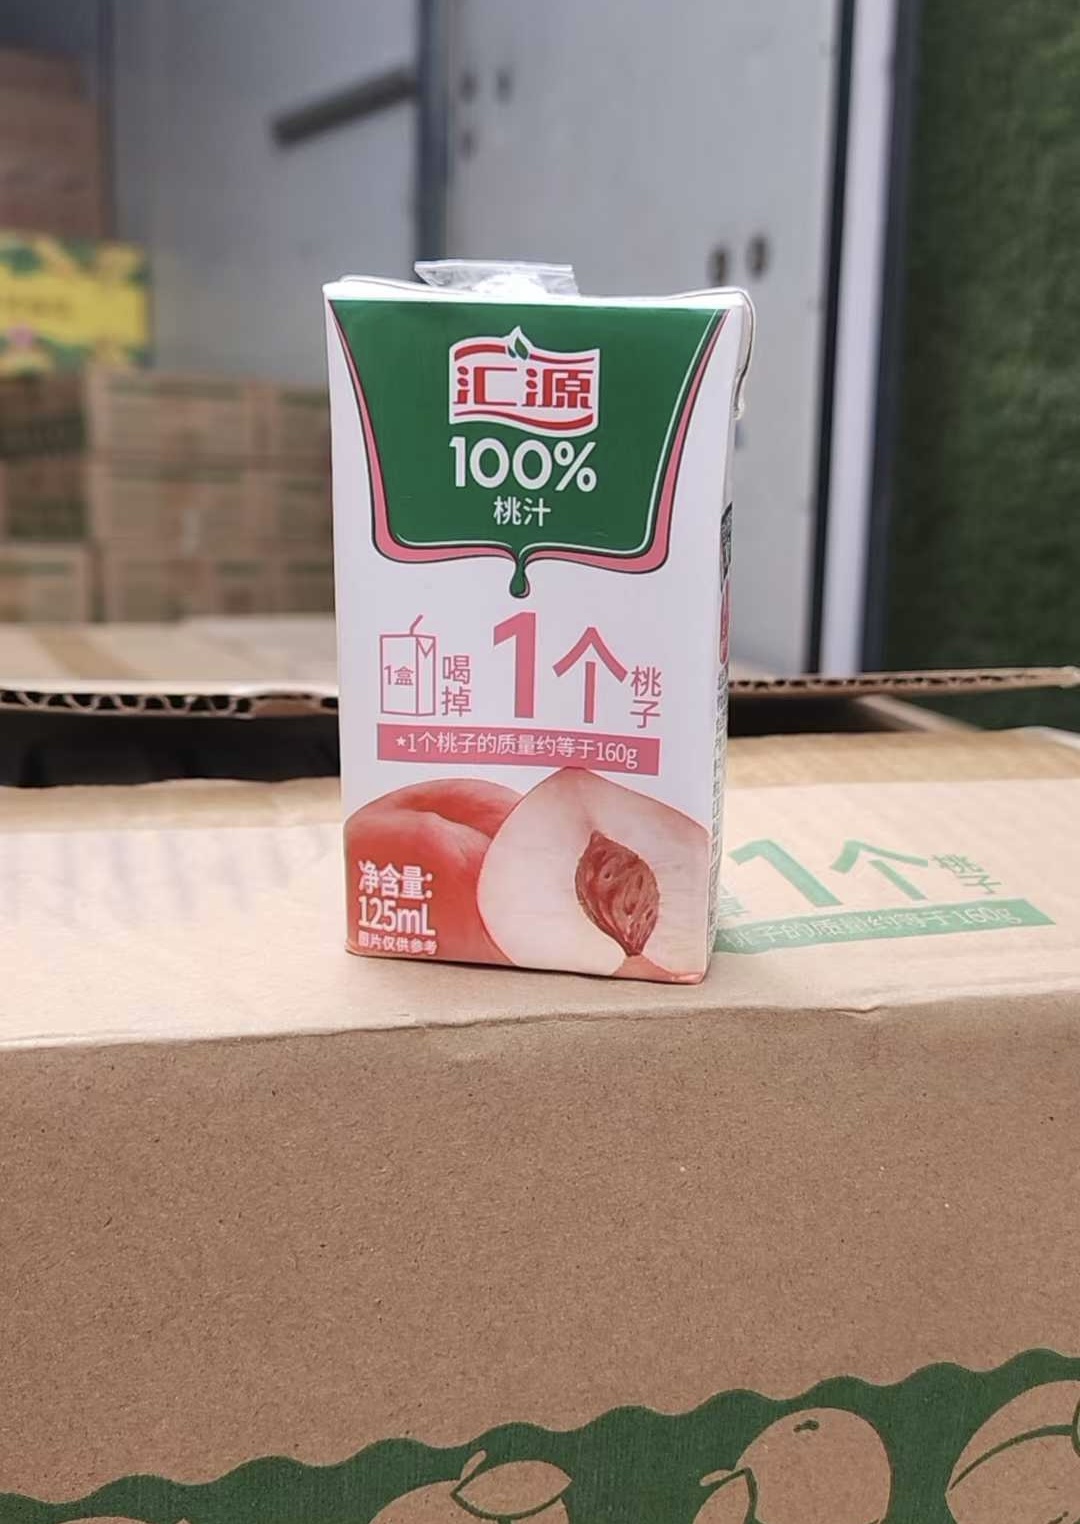 汇源
100%
桃汁
1盒
喝掉
1个
桃子
*1个桃子的质量约等于160g
净含量:
125mL
图片仅供参考
1个
桃子
桃子的质量约等于160g